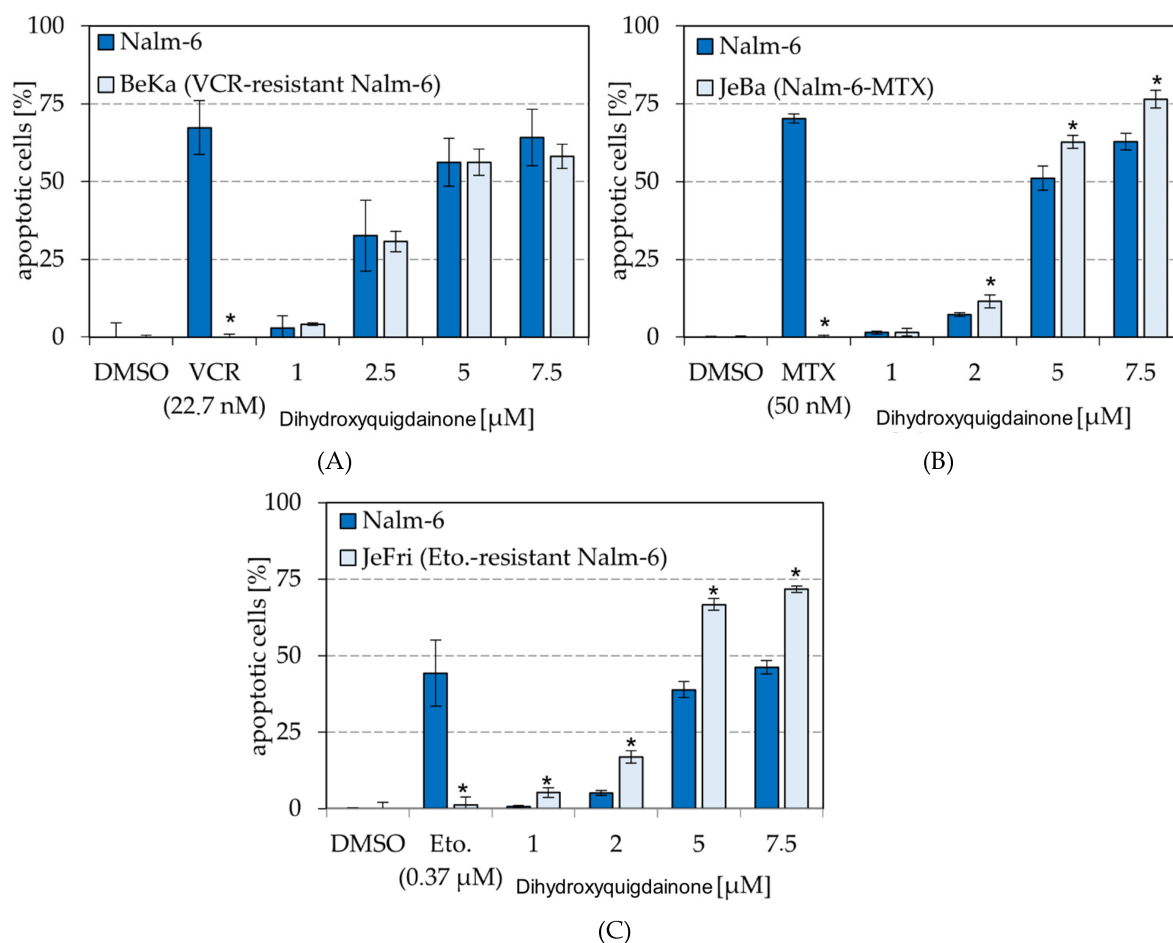 100
75
50
25
0
apoptotic cells [%]
Nalm-6
BeKa (VCR-resistant Nalm-6)
*
DMSO VCR 1 2.5 5 7.5
(22.7 nM) Dihydroxyquigdainone [μM]
(A)
100
75
50
25
0
apoptotic cells [%]
Nalm-6
JeBa (Nalm-6-MTX)
* * * *
DMSO MTX 1 2 5 7.5
(50 nM) Dihydroxyquigdainone [μM]
(B)
100
75
50
25
0
apoptotic cells [%]
Nalm-6
JeFri (Eto.-resistant Nalm-6)
* * * * *
DMSO Eto. 1 2 5 7.5
(0.37 μM) Dihydroxyquigdainone [μM]
(C)